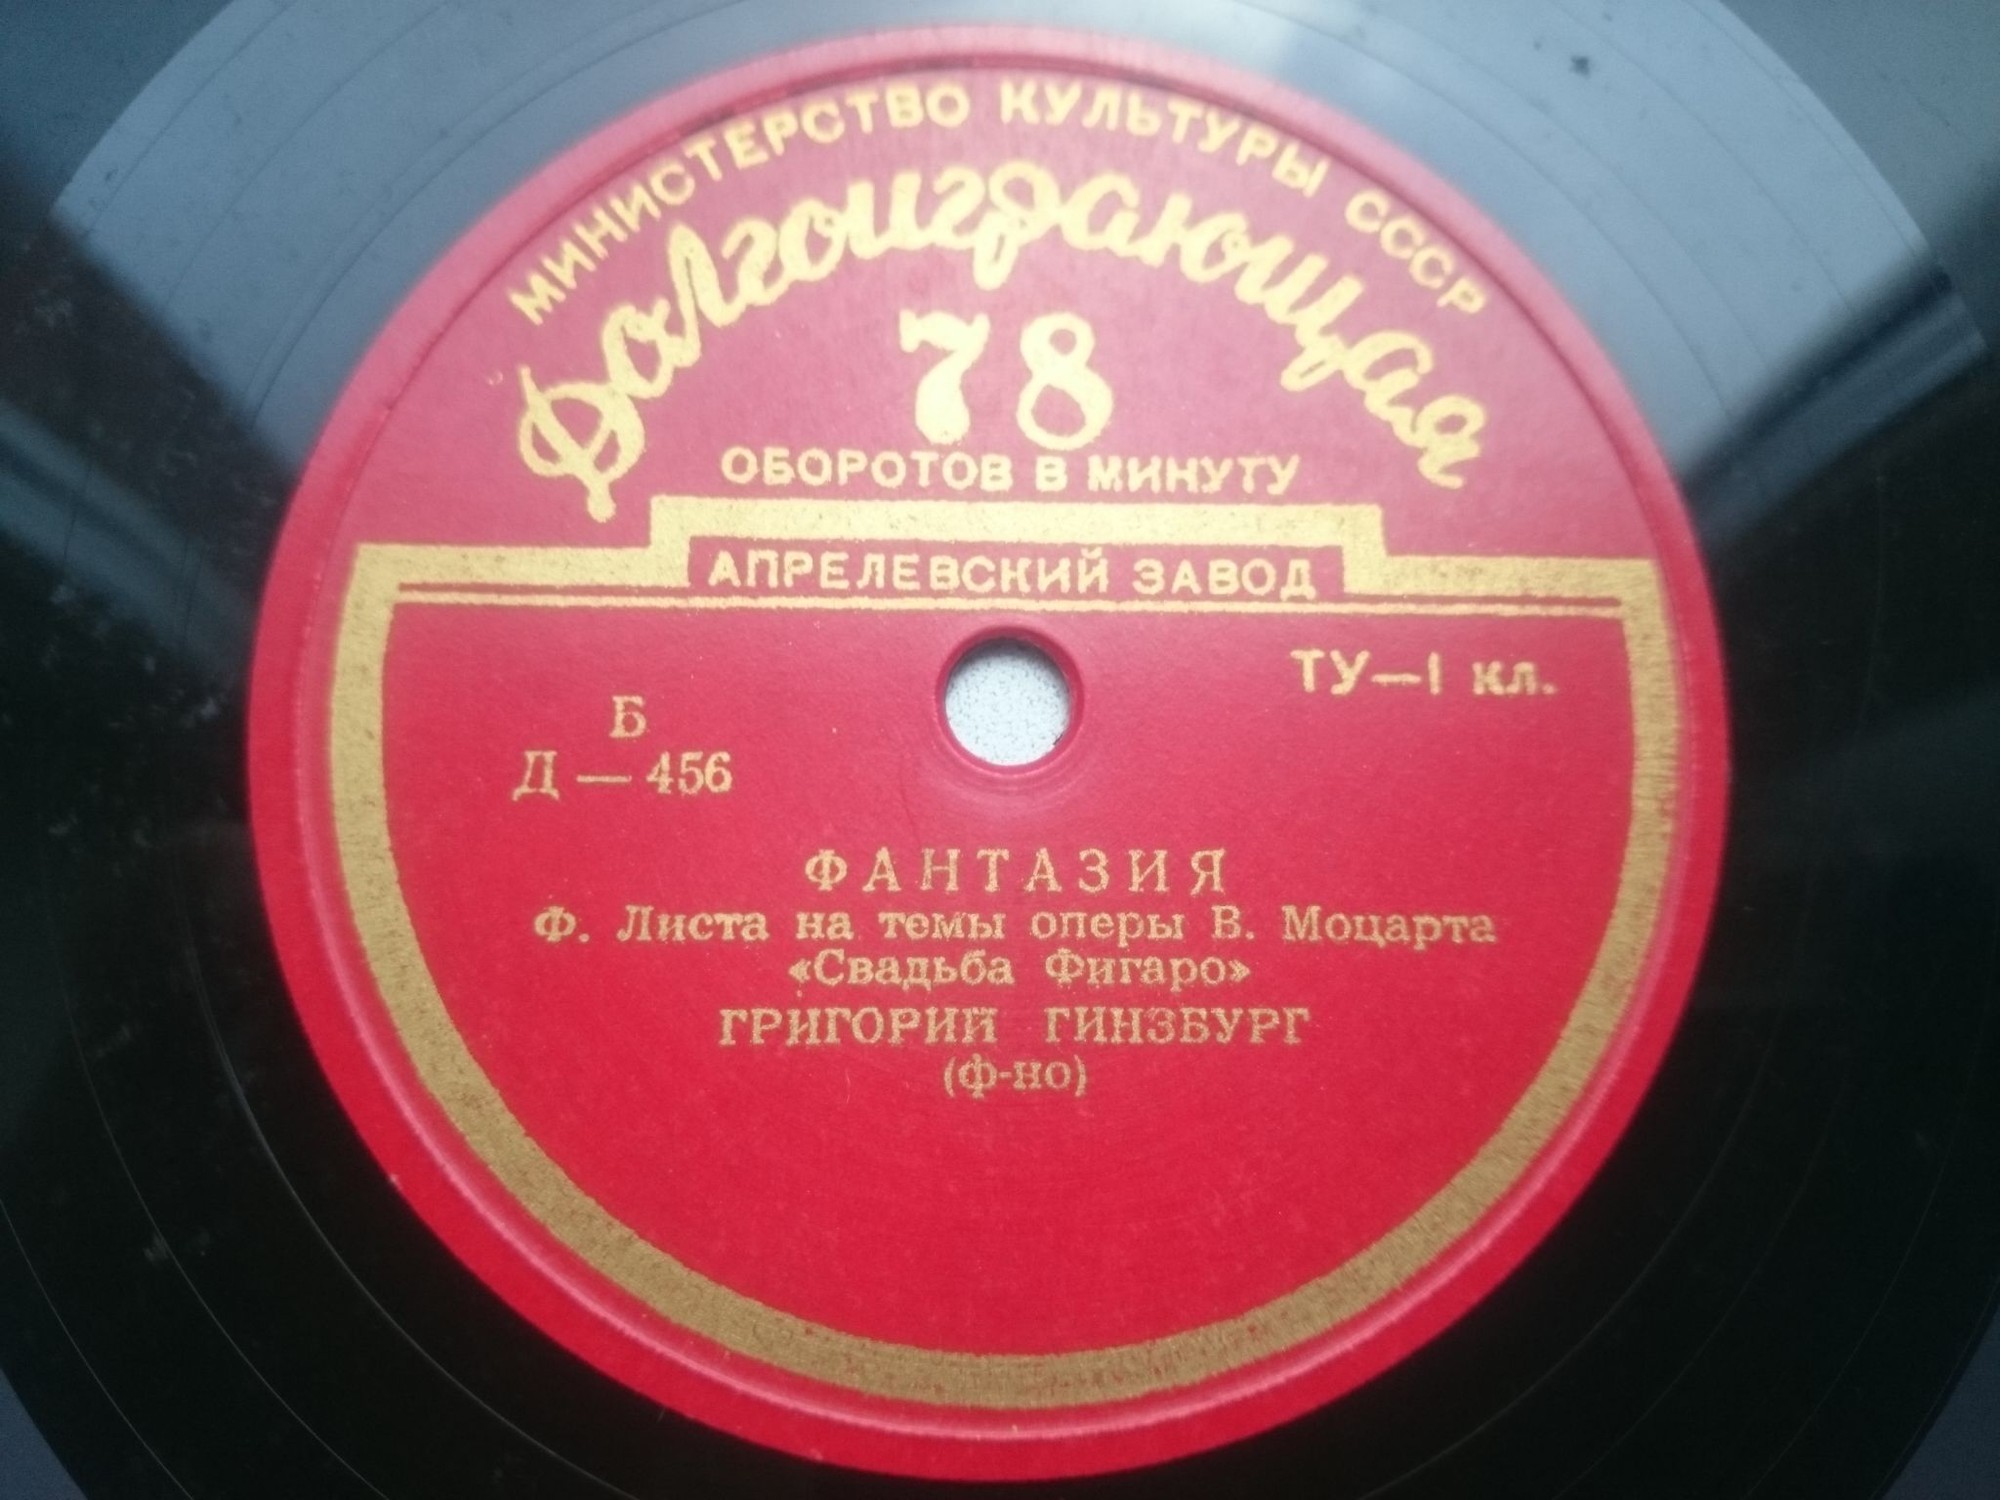 МИНИСТЕРСТВО КУЛЬТУРЫ СССР
Долгоиграющая
78
ОБОРОТОВ В МИНУТУ
АПРЕЛЕВСКИЙ ЗАВОД
ТУ—1 кл.
Б
Д — 456
ФАНТАЗИЯ
Ф. Листа на темы оперы В. Моцарта
«Свадьба Фигаро»
ГРИГОРИЙ ГИНЗБУРГ
(ф-но)